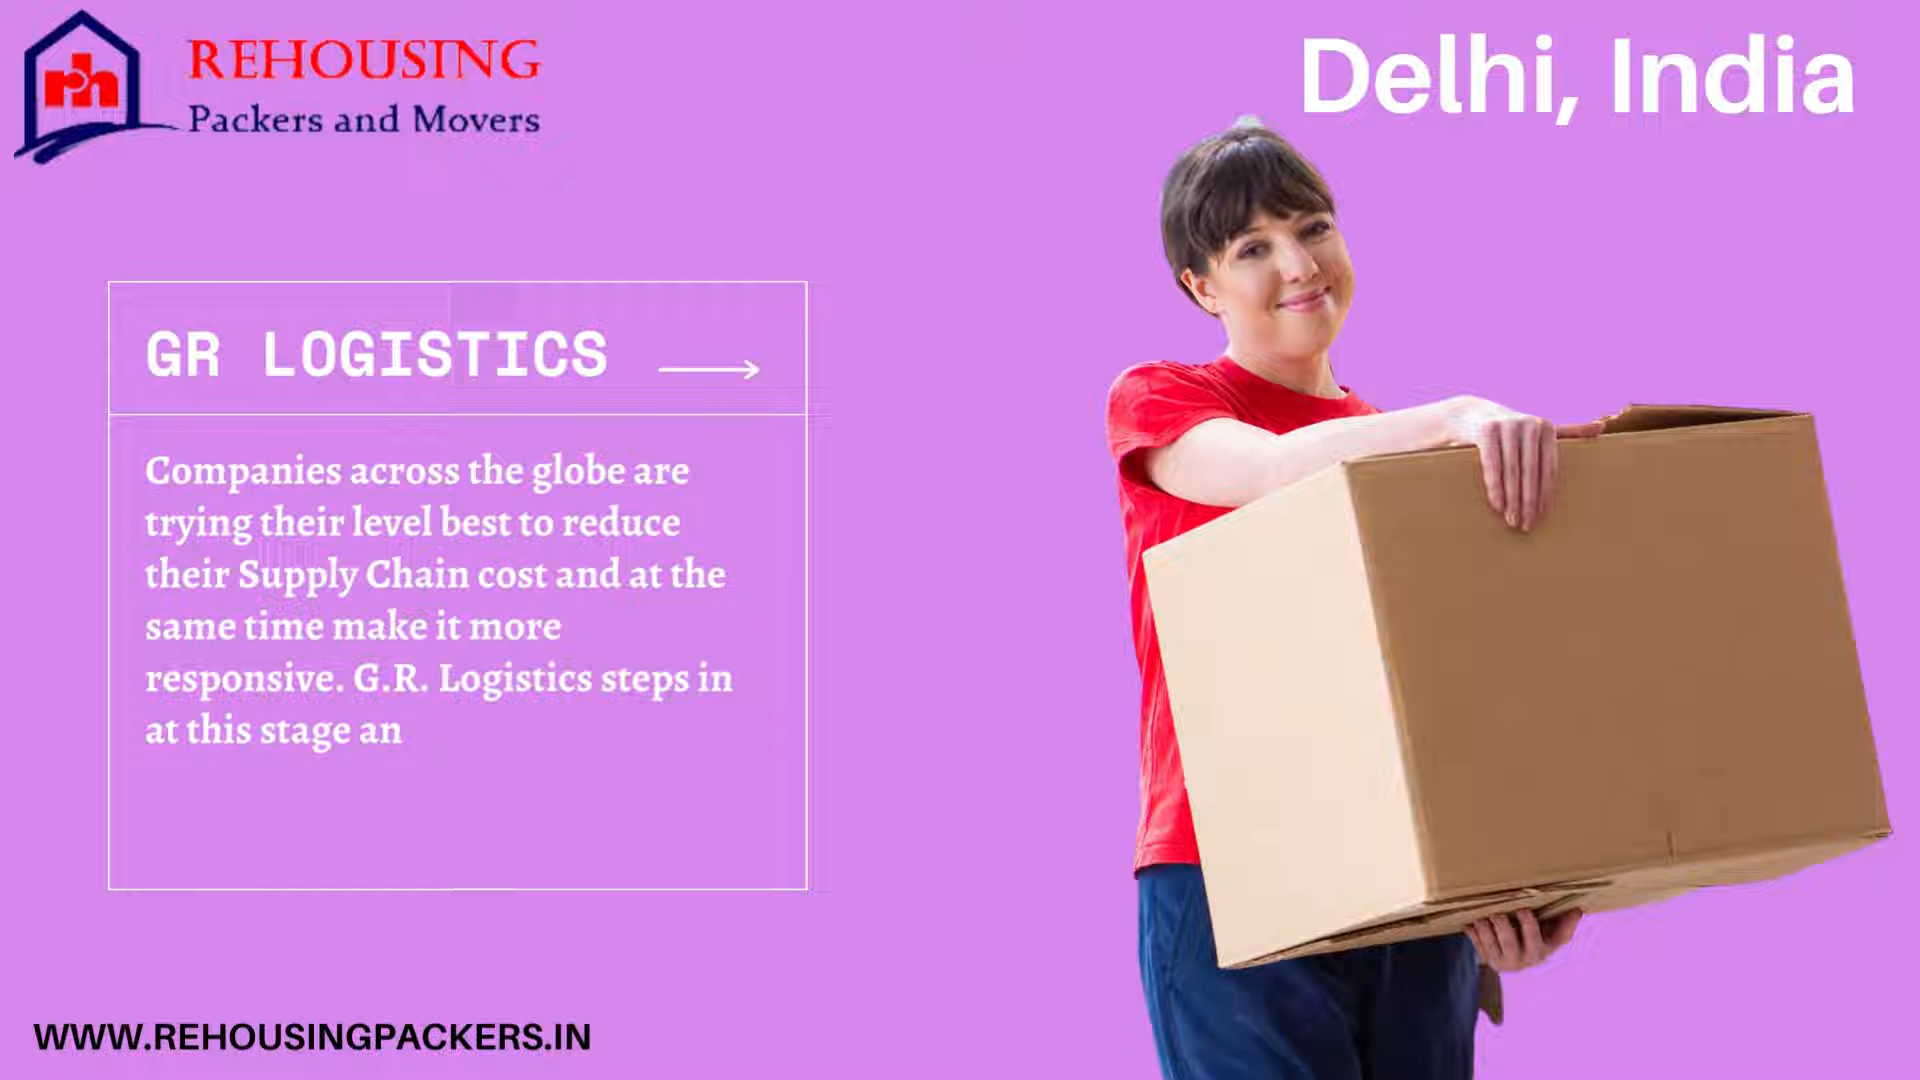 REHOUSING
Packers and Movers
Delhi, India
GR LOGISTICS
Companies across the globe are
trying their level best to reduce
their Supply Chain cost and at the
same time make it more
responsive. G.R. Logistics steps in
at this stage an
WWW.REHOUSINGPACKERS.IN